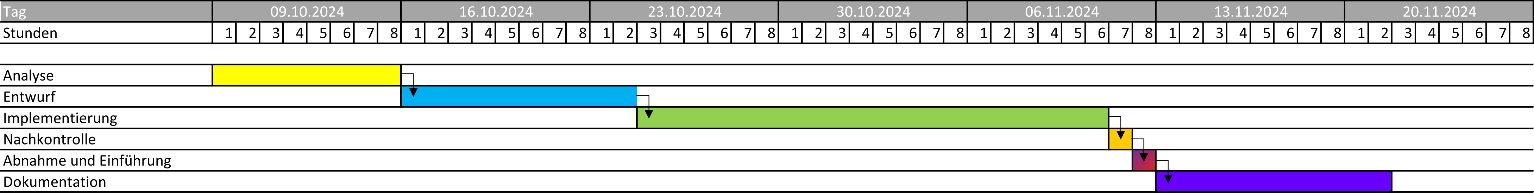 Tag 09.10.2024 16.10.2024 23.10.2024 30.10.2024 06.11.2024 13.11.2024 20.11.2024
Stunden 1 2 3 4 5 6 7 8 1 2 3 4 5 6 7 8 1 2 3 4 5 6 7 8 1 2 3 4 5 6 7 8 1 2 3 4 5 6 7 8 1 2 3 4 5 6 7 8 1 2 3 4 5 6 7 8
Analyse
Entwurf
Implementierung
Nachkontrolle
Abnahme und Einführung
Dokumentation